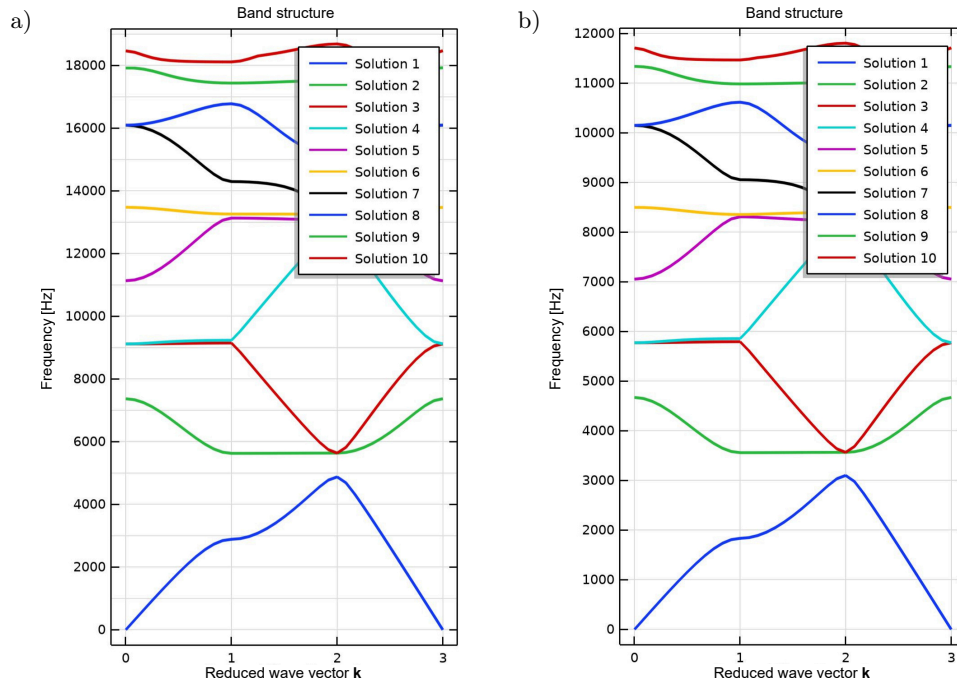 a)
Band structure
Frequency [Hz]
18000
16000
14000
12000
10000
8000
6000
4000
2000
0
Solution 1
Solution 2
Solution 3
Solution 4
Solution 5
Solution 6
Solution 7
Solution 8
Solution 9
Solution 10
0 1 2 3
Reduced wave vector k
b)
Band structure
Frequency [Hz]
12000
11000
10000
9000
8000
7000
6000
5000
4000
3000
2000
1000
0
Solution 1
Solution 2
Solution 3
Solution 4
Solution 5
Solution 6
Solution 7
Solution 8
Solution 9
Solution 10
0 1 2 3
Reduced wave vector k